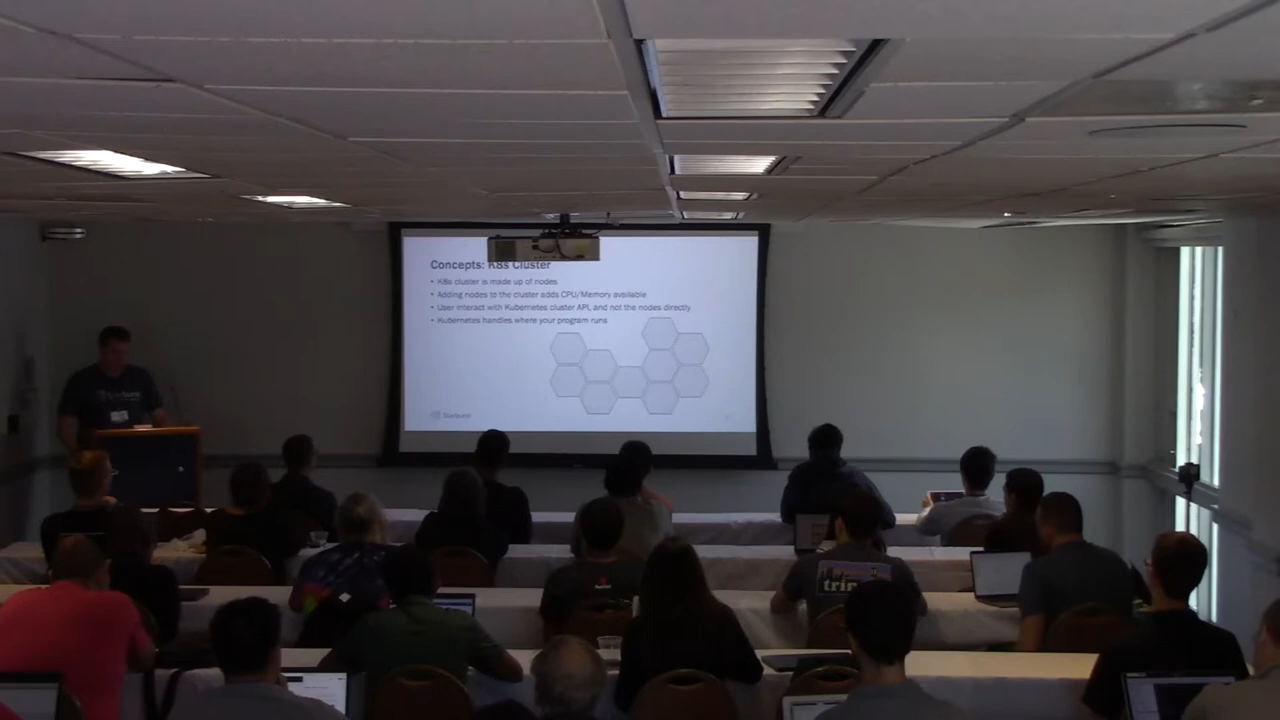 Concepts: K8s Cluster
• K8s cluster is made up of nodes
• Adding nodes to the cluster adds CPU/Memory available
• User interact with Kubernetes cluster API, and not the nodes directly
• Kubernetes handles where your program runs
Starburst